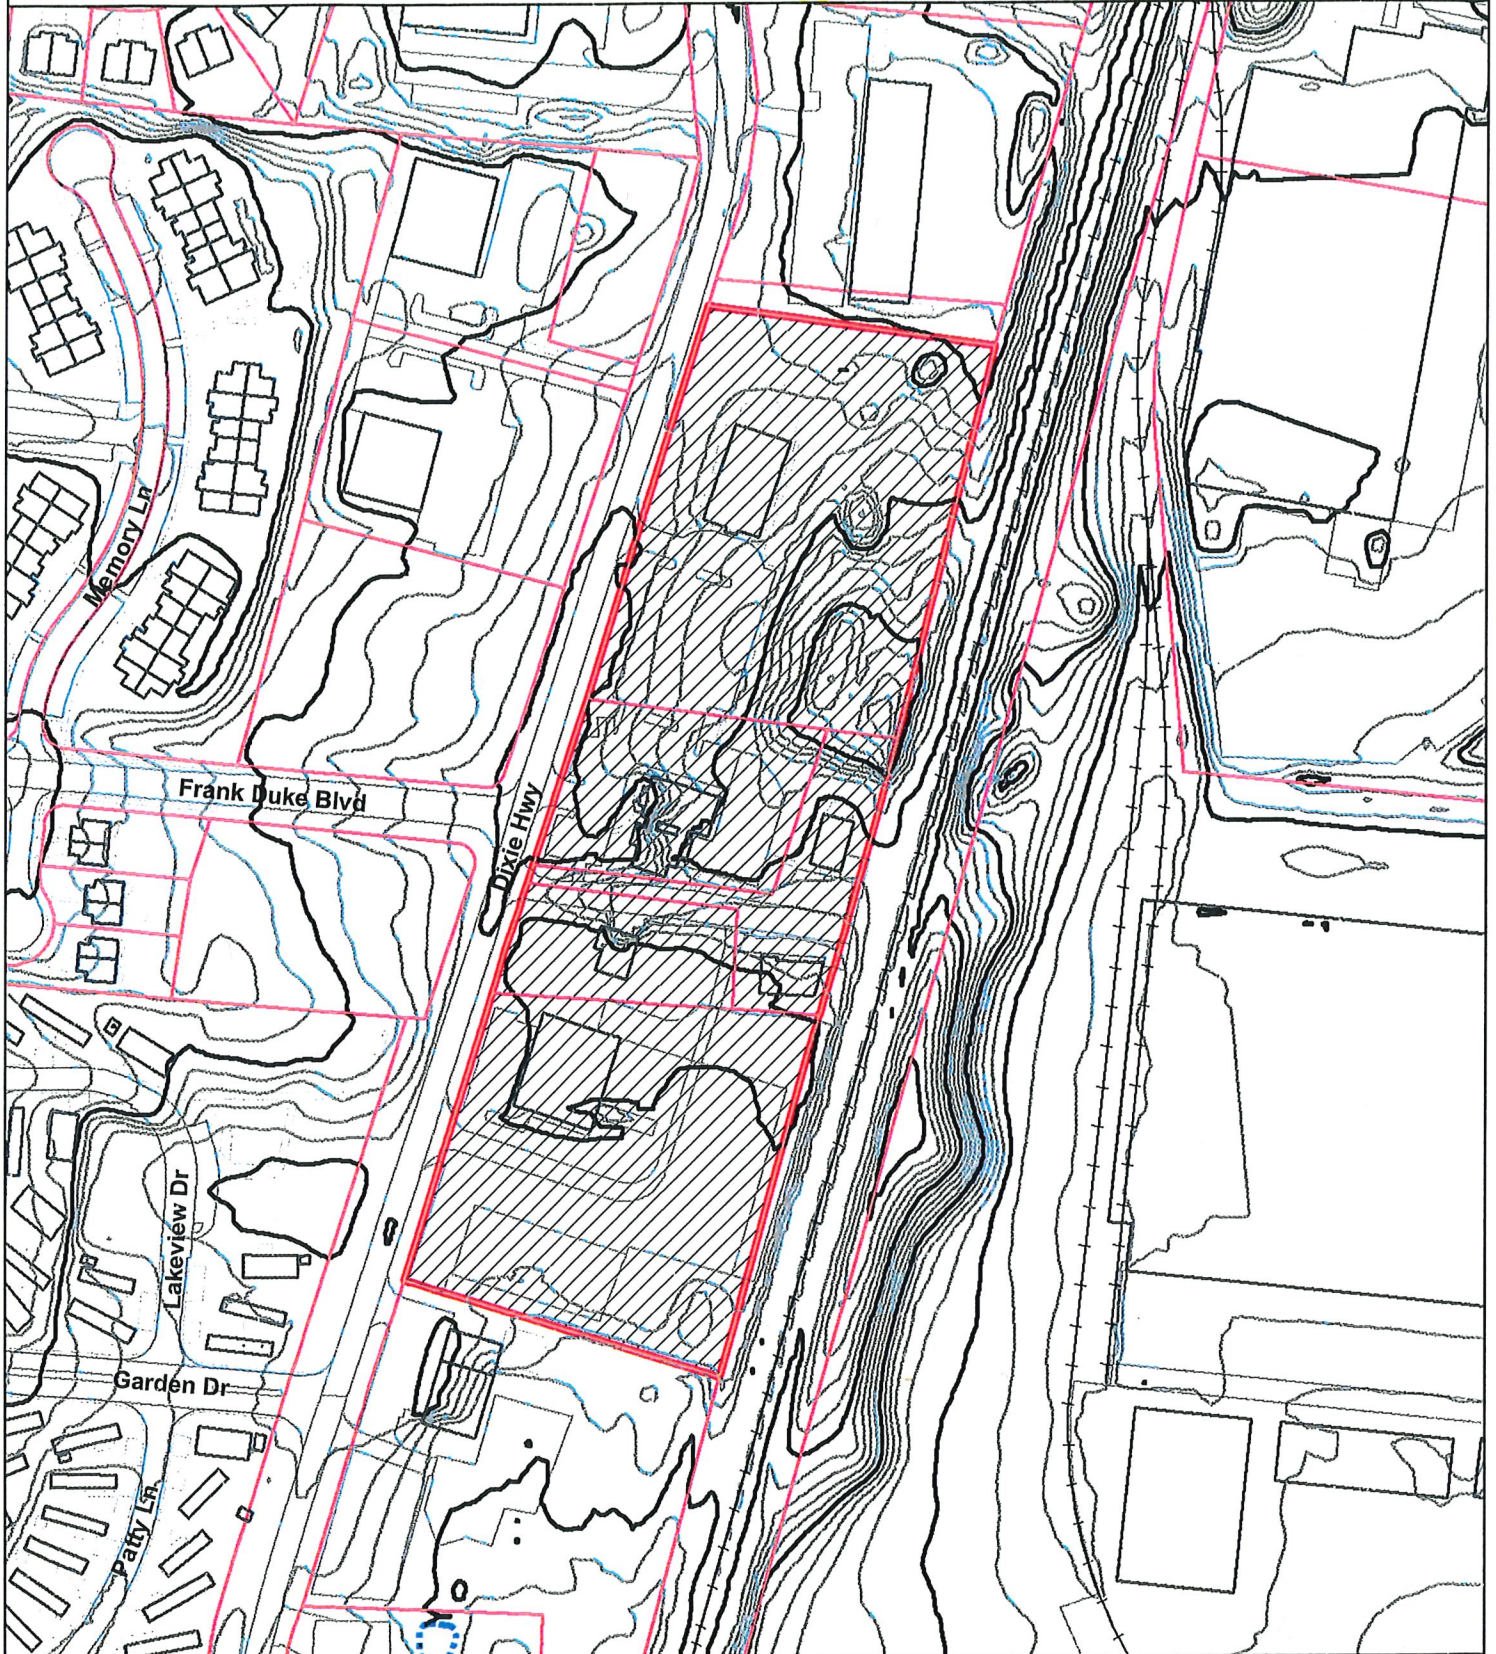 Memory Ln
Frank Duke Blvd
Dixie Hwy
Lakeview Dr
Garden Dr
Patty Ln.